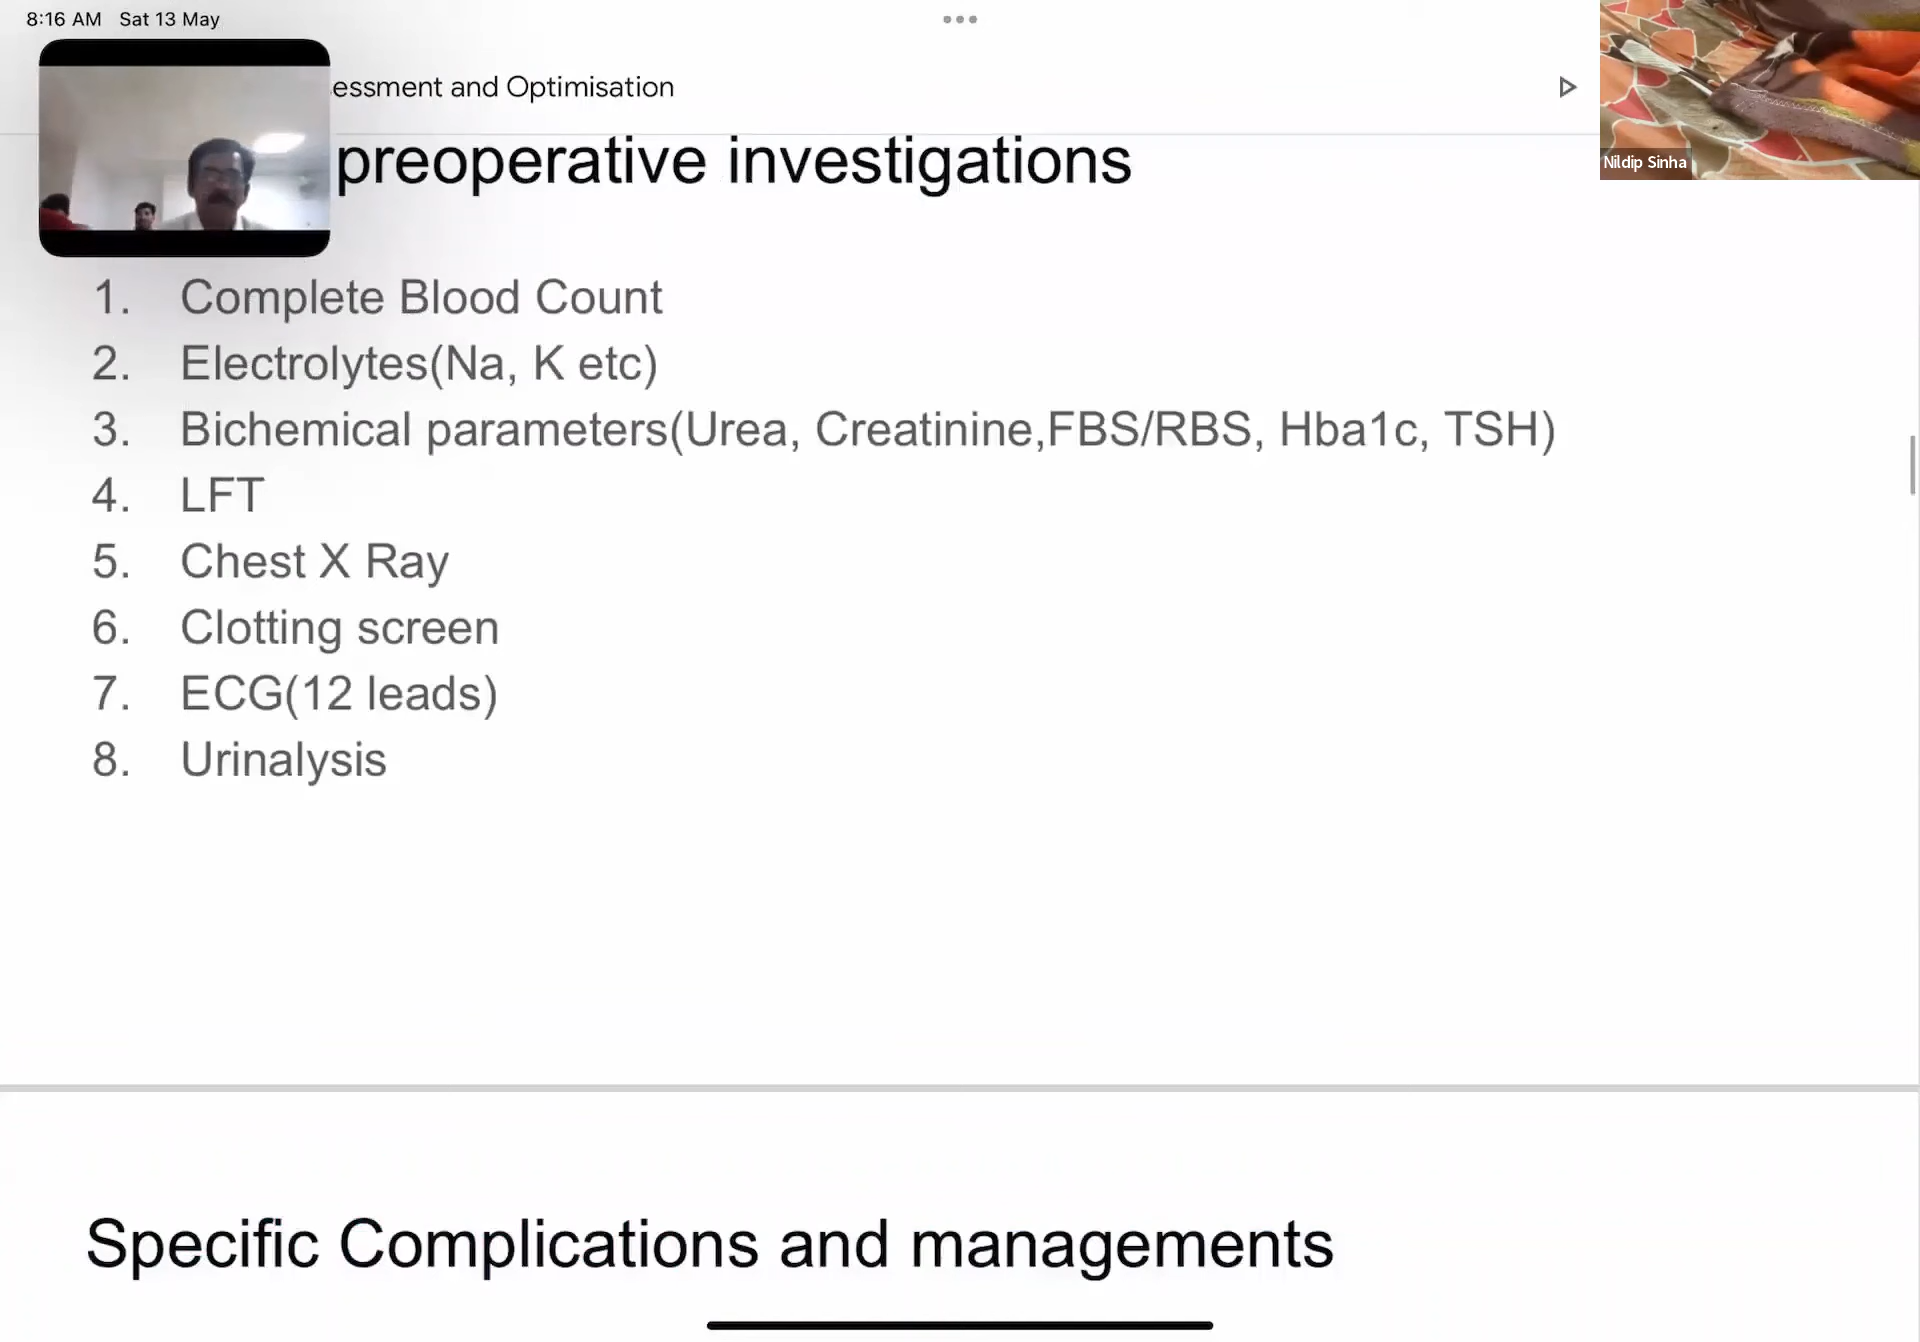 8:16 AM Sat 13 May
essment and Optimisation
Nildip Sinha
preoperative investigations
1. Complete Blood Count
2. Electrolytes(Na, K etc)
3. Bichemical parameters(Urea, Creatinine,FBS/RBS, Hba1c, TSH)
4. LFT
5. Chest X Ray
6. Clotting screen
7. ECG(12 leads)
8. Urinalysis
Specific Complications and managements